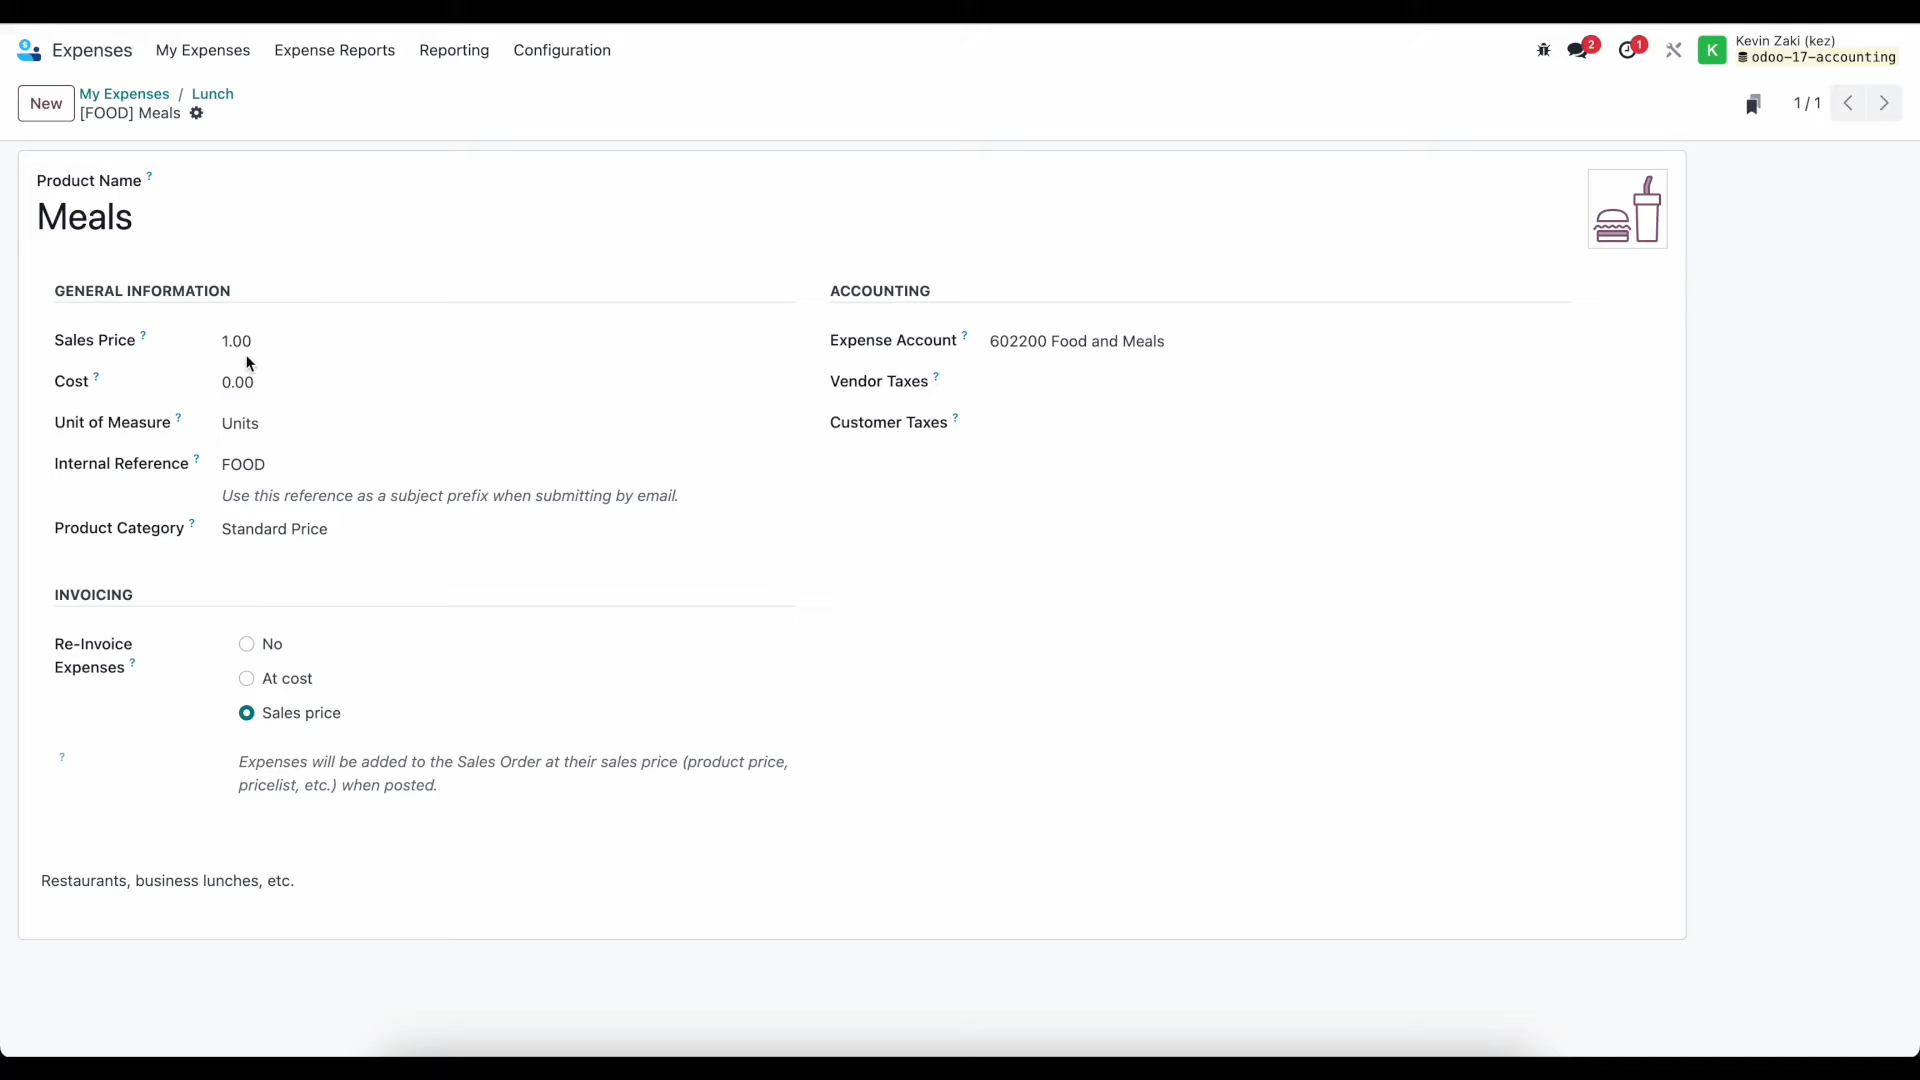 Expenses My Expenses Expense Reports Reporting Configuration 2 1 K Kevin Zaki (kez)
odoo-17-accounting
New My Expenses / Lunch
[FOOD] Meals 1 / 1
Product Name ?
Meals
GENERAL INFORMATION
Sales Price ? 1.00
Cost ? 0.00
Unit of Measure ? Units
Internal Reference ? FOOD
Use this reference as a subject prefix when submitting by email.
Product Category ? Standard Price
ACCOUNTING
Expense Account ? 602200 Food and Meals
Vendor Taxes ?
Customer Taxes ?
INVOICING
Re-Invoice
Expenses ?
No
At cost
Sales price
? Expenses will be added to the Sales Order at their sales price (product price,
pricelist, etc.) when posted.
Restaurants, business lunches, etc.